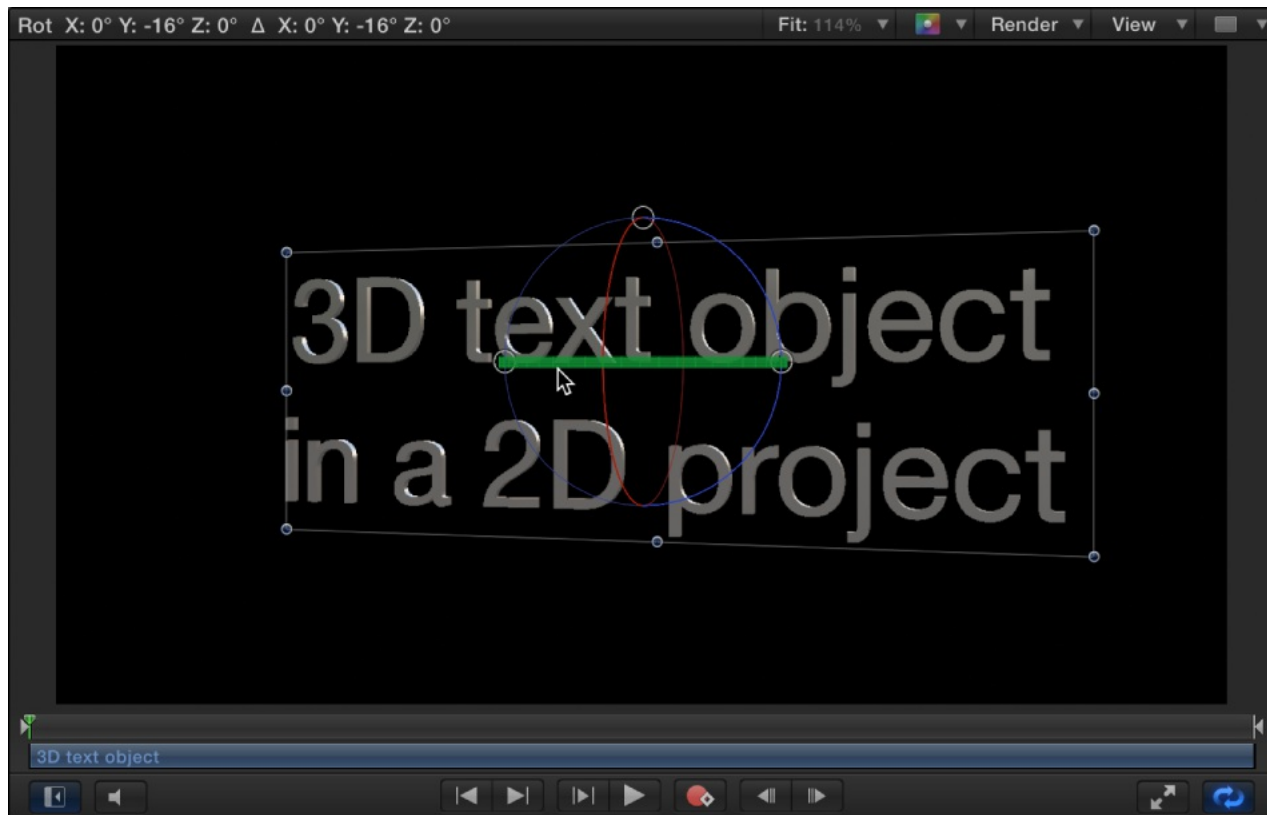 Rot X: 0° Y: -16° Z: 0° Δ X: 0° Y: -16° Z: 0° Fit: 114% Render View
3D text object
in a 2D project
3D text object